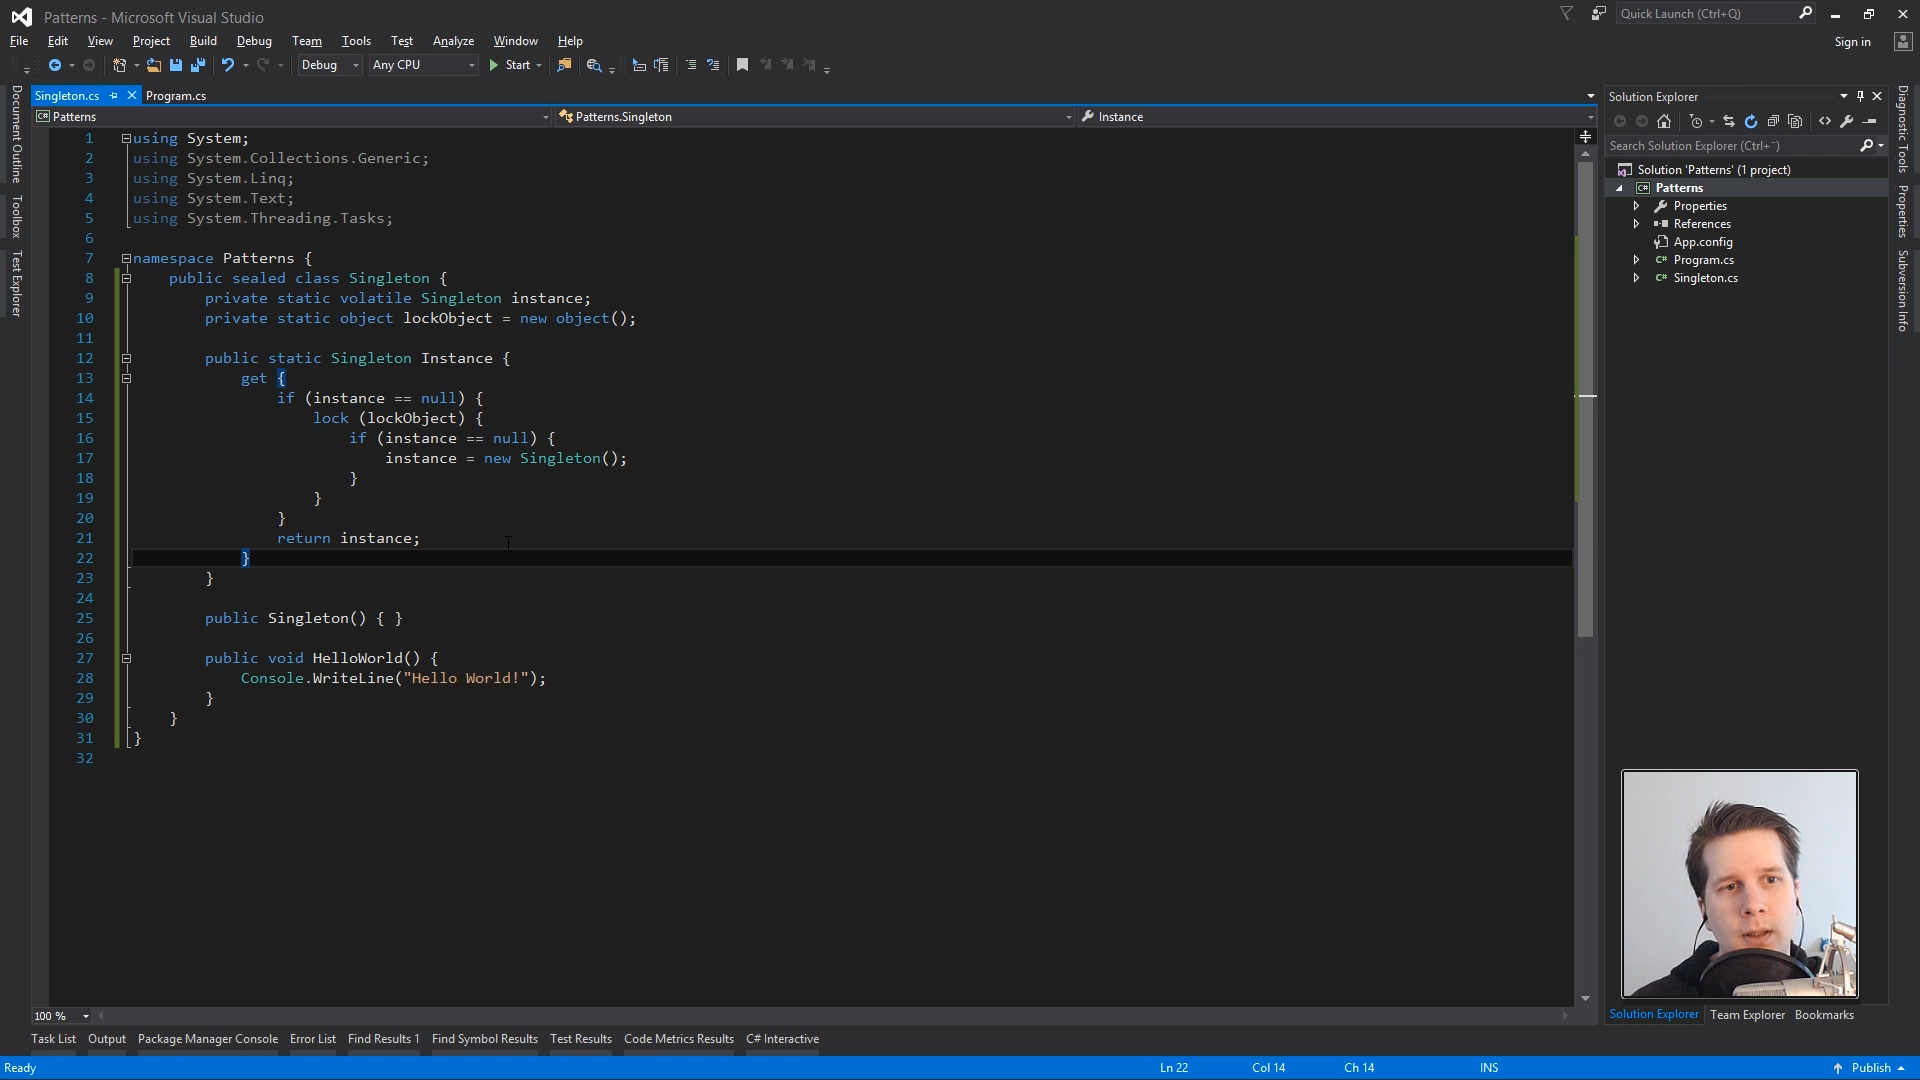 Patterns - Microsoft Visual Studio
Quick Launch (Ctrl+Q)
File Edit View Project Build Debug Team Tools Test Analyze Window Help
Sign in
Debug Any CPU Start
Singleton.cs Program.cs
Patterns Patterns.Singleton Instance
Document Outline
Toolbox
Test Explorer
1 using System;
2 using System.Collections.Generic;
3 using System.Linq;
4 using System.Text;
5 using System.Threading.Tasks;
6
7 namespace Patterns {
8 public sealed class Singleton {
9 private static volatile Singleton instance;
10 private static object lockObject = new object();
11
12 public static Singleton Instance {
13 get {
14 if (instance == null) {
15 lock (lockObject) {
16 if (instance == null) {
17 instance = new Singleton();
18 }
19 }
20 }
21 return instance;
22 }
23 }
24
25 public Singleton() { }
26
27 public void HelloWorld() {
28 Console.WriteLine("Hello World!");
29 }
30 }
31 }
32
Solution Explorer
Search Solution Explorer (Ctrl+¨)
Solution 'Patterns' (1 project)
C# Patterns
Properties
References
App.config
C# Program.cs
C# Singleton.cs
Diagnostic Tools
Properties
Subversion Info
100 %
Solution Explorer Team Explorer Bookmarks
Task List Output Package Manager Console Error List Find Results 1 Find Symbol Results Test Results Code Metrics Results C# Interactive
Ready Ln 22 Col 14 Ch 14 INS Publish